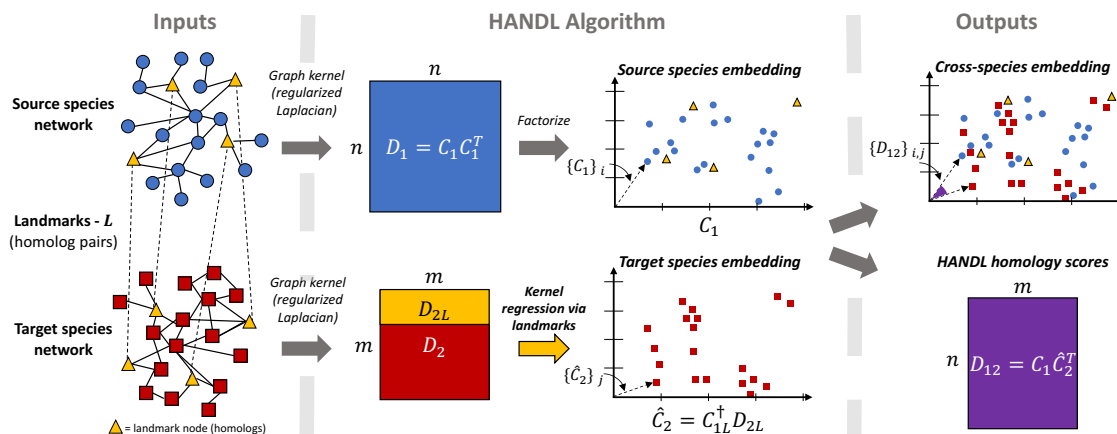 Inputs
HANDL Algorithm
Outputs
Source species
network
Landmarks - L
(homolog pairs)
Target species
network
= landmark node (homologs)
Graph kernel
(regularized
Laplacian)
n
n
D₁ = C₁C₁ᵀ
Factorize
Source species embedding
{C₁}ᵢ
C₁
Graph kernel
(regularized
Laplacian)
m
m
D₂L
D₂
Kernel
regression via
landmarks
Target species embedding
{Ĉ₂}ⱼ
Ĉ₂ = C₁L† D₂L
Cross-species embedding
{D₁₂}ᵢ,ⱼ
HANDL homology scores
m
n
D₁₂ = C₁Ĉ₂ᵀ